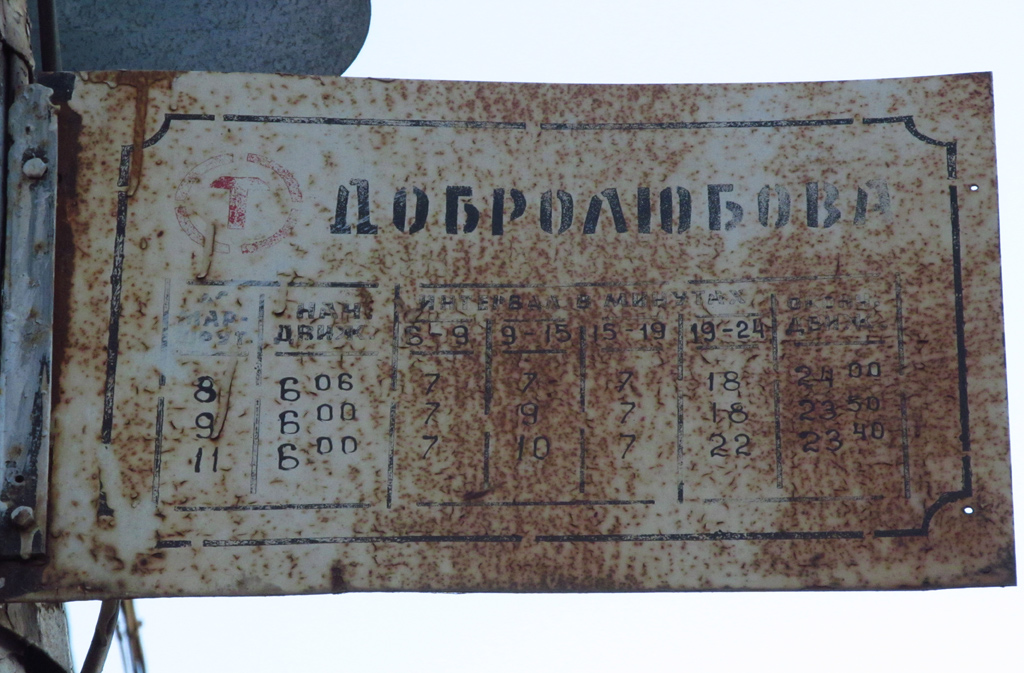 Т ДОБРОЛЮБОВА
НАЧ. ИНТЕРВАЛ В МИНУТАХ
ДВИЖ. 6-9 9-15 15-19 19-24 ДВИЖ.
8 6 06 7 7 7 18 24 00
9 6 00 7 9 7 18 23 50
11 6 00 7 10 7 22 23 40